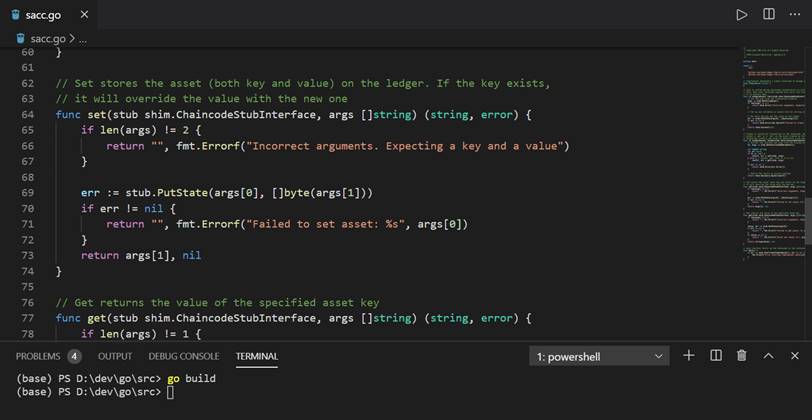 sacc.go
sacc.go > ...
60 }
61
62 // Set stores the asset (both key and value) on the ledger. If the key exists,
63 // it will override the value with the new one
64 func set(stub shim.ChaincodeStubInterface, args []string) (string, error) {
65 if len(args) != 2 {
66 return "", fmt.Errorf("Incorrect arguments. Expecting a key and a value")
67 }
68
69 err := stub.PutState(args[0], []byte(args[1]))
70 if err != nil {
71 return "", fmt.Errorf("Failed to set asset: %s", args[0])
72 }
73 return args[1], nil
74 }
75
76 // Get returns the value of the specified asset key
77 func get(stub shim.ChaincodeStubInterface, args []string) (string, error) {
78 if len(args) != 1 {
PROBLEMS 4 OUTPUT DEBUG CONSOLE TERMINAL 1: powershell
(base) PS D:\dev\go\src> go build
(base) PS D:\dev\go\src>